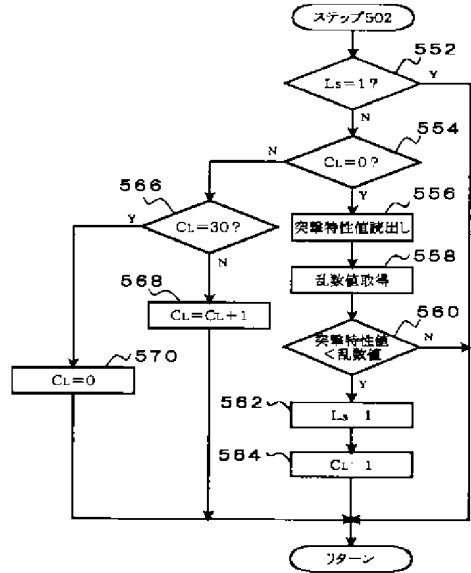 ステップ502
552
Ls=1?
Y
N
554
N
CL=0?
Y
566
556
Y
CL=30?
突撃特性値読出し
N
558
568
乱数値取得
CL=CL+1
560
突撃特性値
<乱数値
N
570
Y
CL=0
562
Ls 1
564
CL 1
リターン